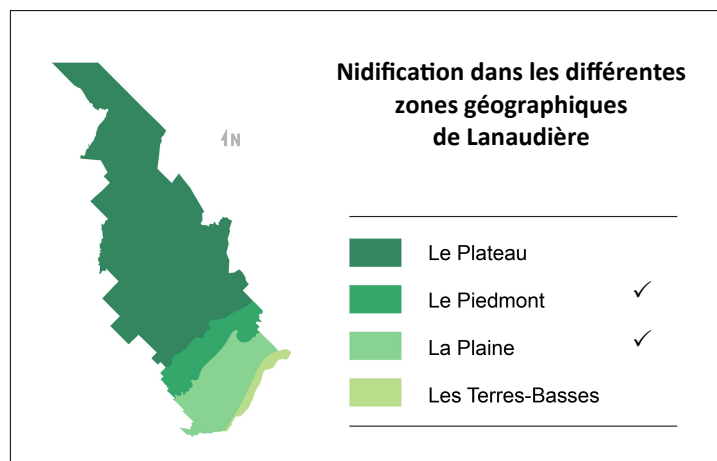 Nidification dans les différentes
zones géographiques
de Lanaudière
N
Le Plateau
Le Piedmont ✓
La Plaine ✓
Les Terres-Basses